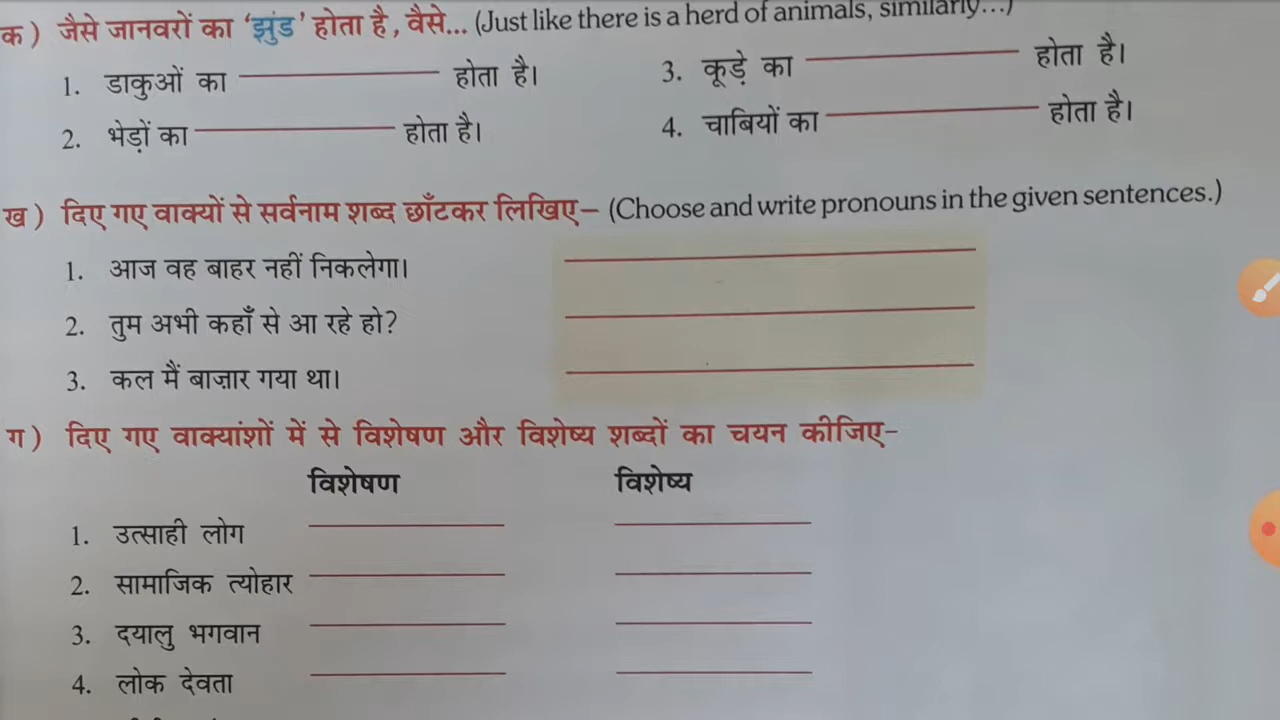 क) जैसे जानवरों का 'झुंड' होता है, वैसे... (Just like there is a herd of animals, similarly...)
1. डाकुओं का होता है।
3. कूड़े का होता है।
2. भेड़ों का होता है।
4. चाबियों का होता है।
ख) दिए गए वाक्यों से सर्वनाम शब्द छाँटकर लिखिए– (Choose and write pronouns in the given sentences.)
1. आज वह बाहर नहीं निकलेगा।
2. तुम अभी कहाँ से आ रहे हो?
3. कल मैं बाज़ार गया था।
ग) दिए गए वाक्यांशों में से विशेषण और विशेष्य शब्दों का चयन कीजिए–
विशेषण विशेष्य
1. उत्साही लोग
2. सामाजिक त्योहार
3. दयालु भगवान
4. लोक देवता